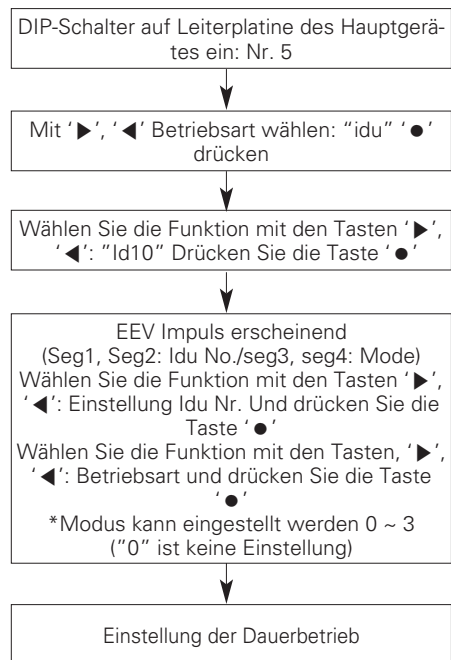 DIP-Schalter auf Leiterplatine des Hauptgerä-
tes ein: Nr. 5
Mit ‘▶’, ‘◀’ Betriebsart wählen: “idu” ‘●’
drücken
Wählen Sie die Funktion mit den Tasten ‘▶’,
‘◀’: ”Id10” Drücken Sie die Taste ‘●’
EEV Impuls erscheinend
(Seg1, Seg2: Idu No./seg3, seg4: Mode)
Wählen Sie die Funktion mit den Tasten ‘▶’,
‘◀’: Einstellung Idu Nr. Und drücken Sie die
Taste ‘●’
Wählen Sie die Funktion mit den Tasten, ‘▶’,
‘◀’: Betriebsart und drücken Sie die Taste
‘●’
*Modus kann eingestellt werden 0 ~ 3
(”0” ist keine Einstellung)
Einstellung der Dauerbetrieb